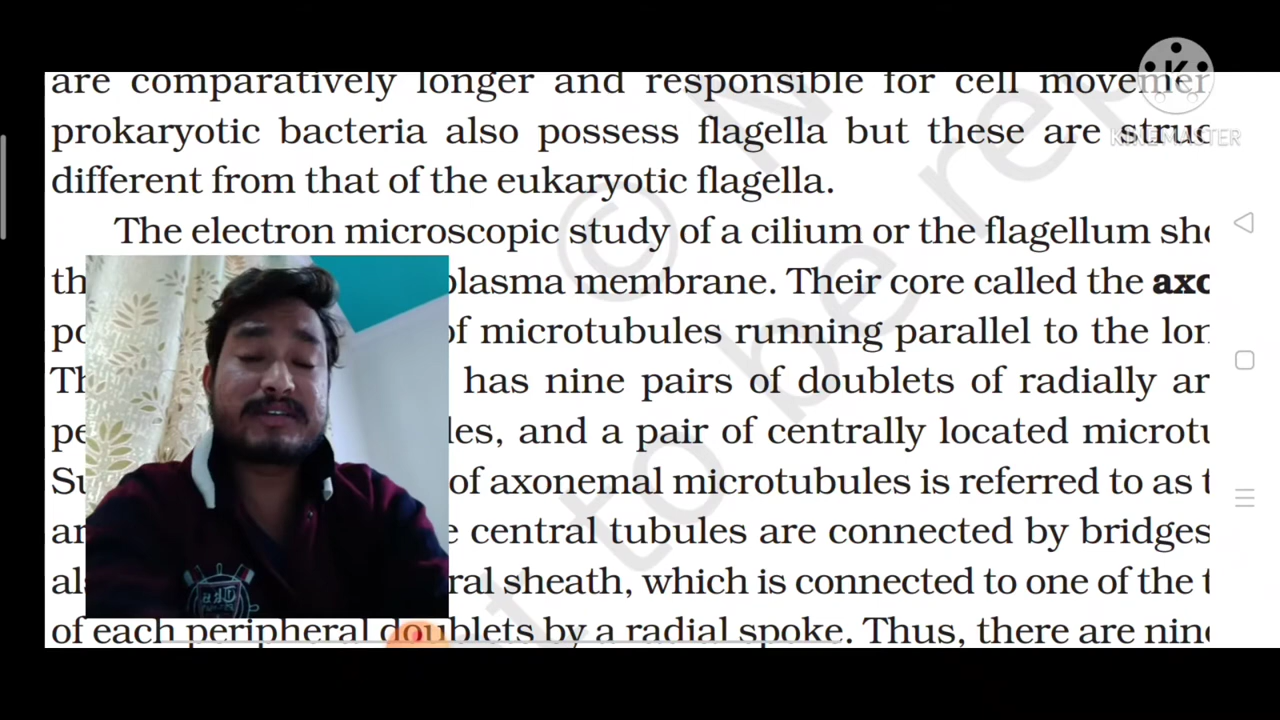 are comparatively longer and responsible for cell movemer
prokaryotic bacteria also possess flagella but these are struc
different from that of the eukaryotic flagella.
The electron microscopic study of a cilium or the flagellum sho
th plasma membrane. Their core called the axo
po of microtubules running parallel to the lon
Th has nine pairs of doublets of radially ar
pe les, and a pair of centrally located microtu
Su of axonemal microtubules is referred to as t
ar e central tubules are connected by bridges
als ral sheath, which is connected to one of the t
of each peripheral doublets by a radial spoke. Thus, there are nine
K
KINEMASTER